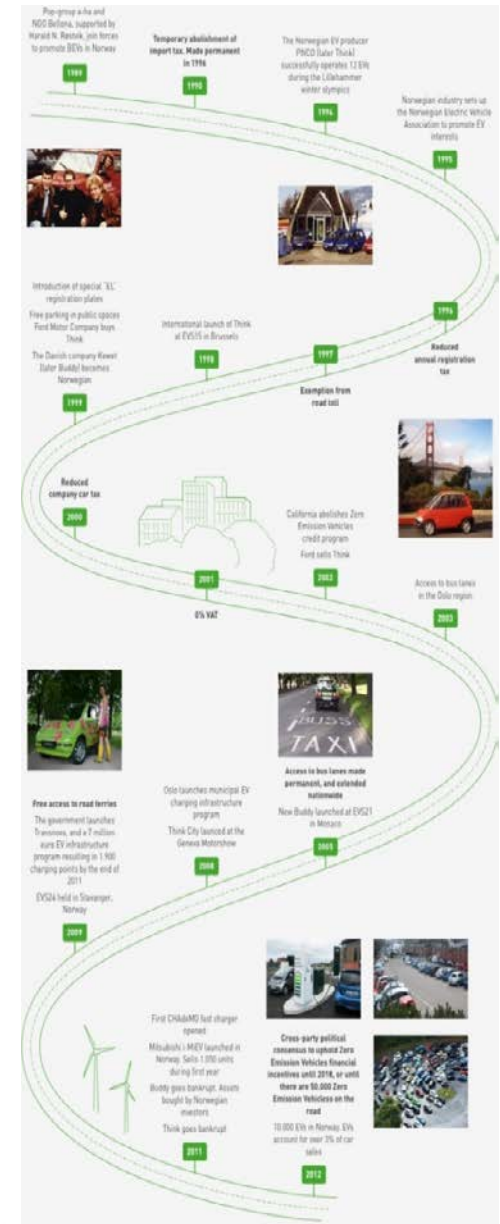 Pop-group a-ha and
NGO Bellona, supported by
Harald N. Røstvik, join forces
to promote BEVs in Norway
1989
Temporary abolishment of
import tax. Made permanent
in 1996
1990
The Norwegian EV producer
PIVCO (later Think)
successfully operates 12 EVs
during the Lillehammer
winter olympics
1994
Norwegian industry sets up
the Norwegian Electric Vehicle
Association to promote EV
interests
1995
1996
Reduced
annual registration
tax
1997
Exemption from
road toll
International launch of Think
at EVS15 in Brussels
1998
Introduction of special 'EL'
registration plates
Free parking in public spaces
Ford Motor Company buys
Think
The Danish company Kewet
(later Buddy) becomes
Norwegian
1999
Reduced
company car tax
2000
2001
0% VAT
California abolishes Zero
Emission Vehicles
credit program
Ford sells Think
2002
Access to bus lanes
in the Oslo region
2003
BUSS
TAXI
Access to bus lanes made
permanent, and extended
nationwide
New Buddy launched at EVS21
in Monaco
2005
Oslo launches municipal EV
charging infrastructure
program
Think City launced at the
Geneva Motorshow
2008
Free access to road ferries
The government launches
Transnova, and a 7 million
euro EV infrastructure
program resulting in 1.900
charging points by the end of
2011
EVS24 held in Stavanger,
Norway
2009
First CHAdeMO fast charger
opened
Mitsubishi i-MiEV launched in
Norway. Sells 1.050 units
during first year
Buddy goes bankrupt. Assets
bought by Norwegian
investors
Think goes bankrupt
2011
Cross-party political
consensus to uphold Zero
Emission Vehicles financial
incentives until 2018, or until
there are 50.000 Zero
Emission Vehicless on the
road
10.000 EVs in Norway. EVs
account for over 3% of car
sales
2012